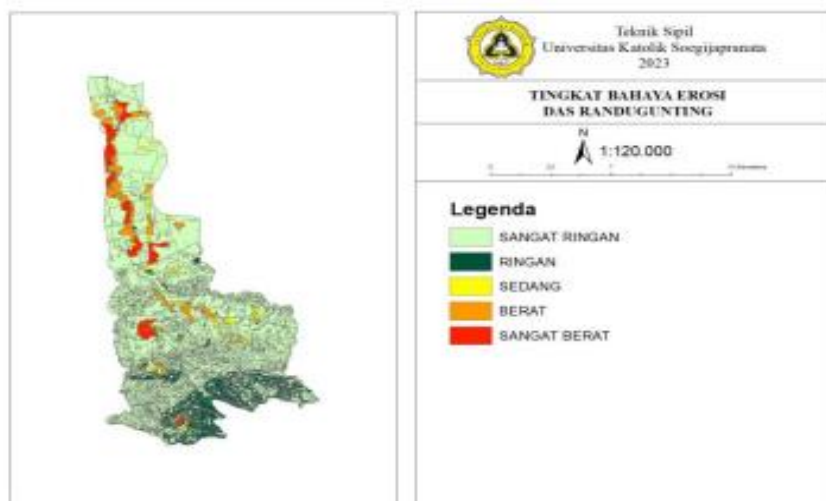 Teknik Sipil
Universitas Katolik Soegijapranata
2023
TINGKAT BAHAYA EROSI
DAS RANDUGUNTING
N
1:120.000
Legenda
SANGAT RINGAN
RINGAN
SEDANG
BERAT
SANGAT BERAT